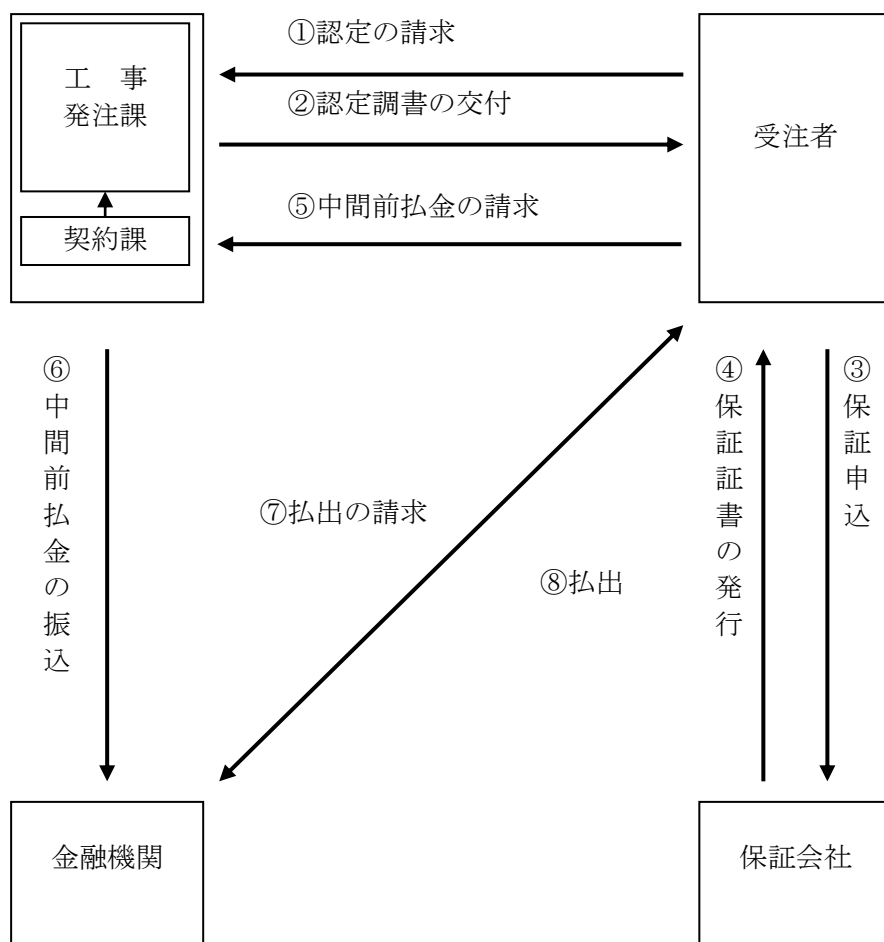 ①認定の請求
工　事
発注課
②認定調書の交付
受注者
⑤中間前払金の請求
契約課
⑥中間前払金の振込
④保証証書の発行
③保証申込
⑦払出の請求
⑧払出
金融機関
保証会社